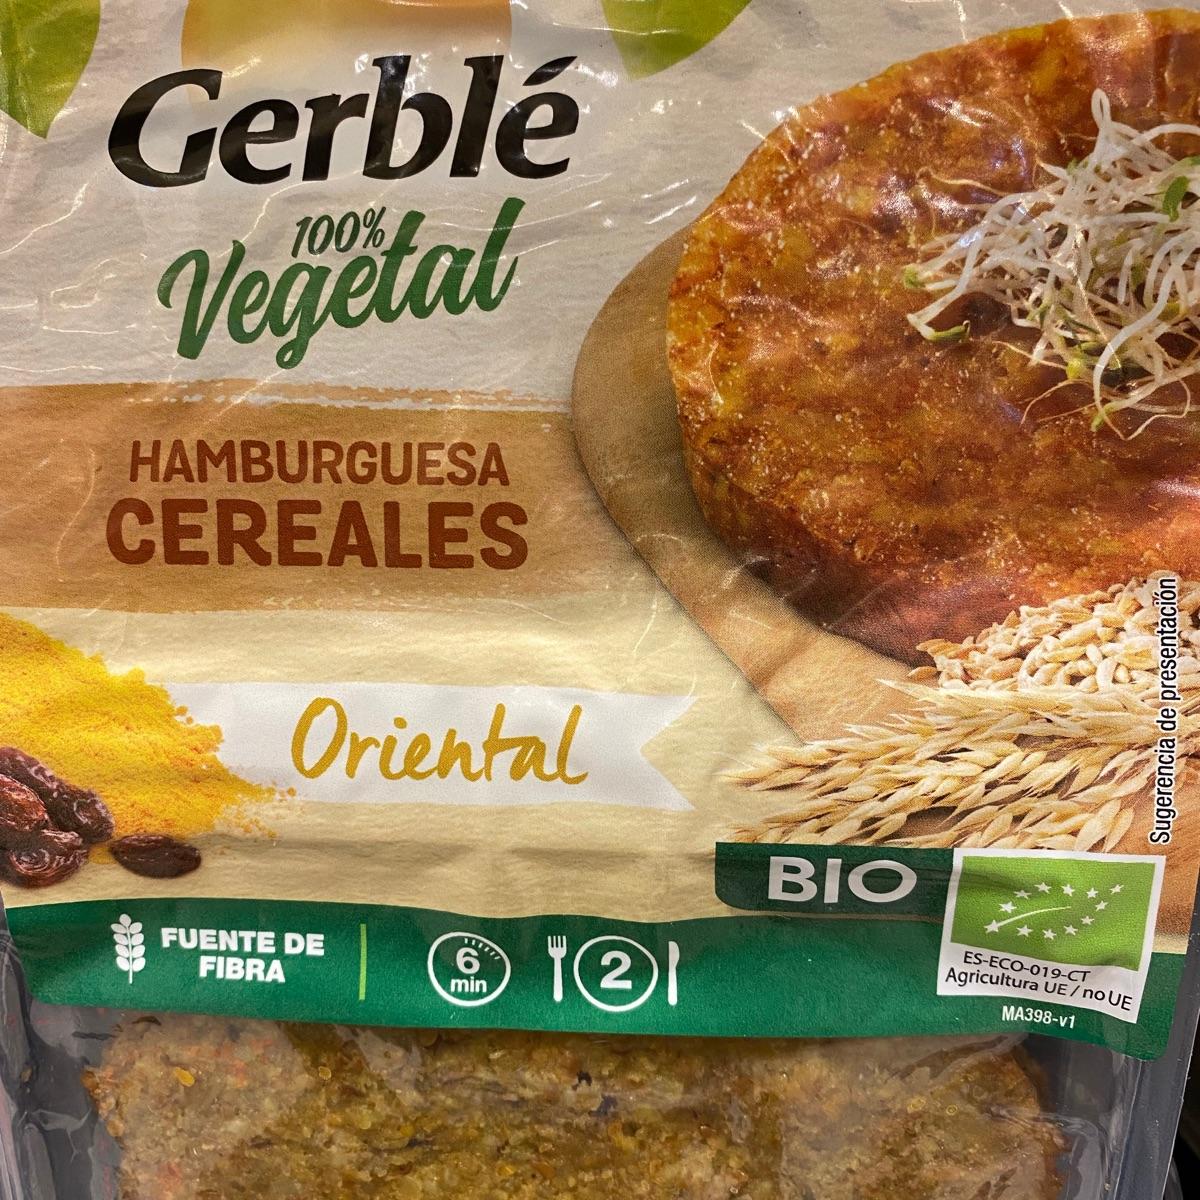 Gerblé
100%
Vegetal
HAMBURGUESA
CEREALES
Oriental
Sugerencia de presentación
BIO
FUENTE DE
FIBRA
6
min
2
ES-ECO-019-CT
Agricultura UE / no UE
MA398-v1